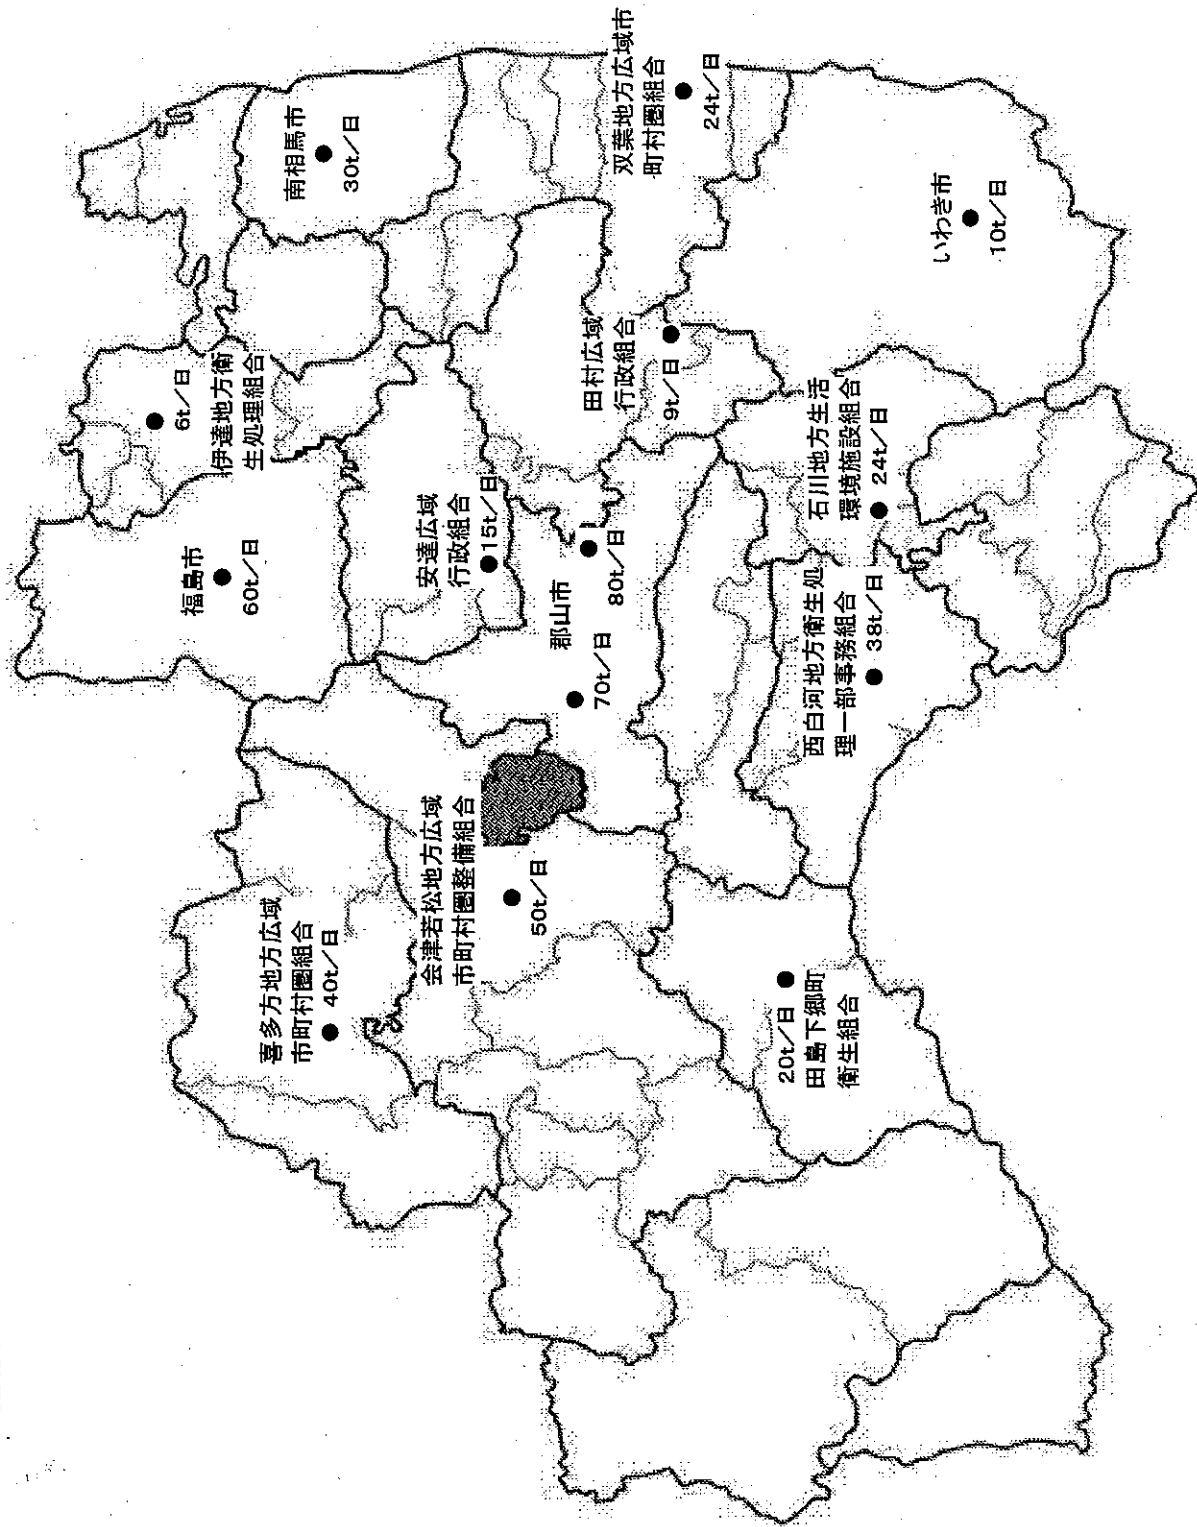 喜多方地方広域
市町村圏組合
40t/日
会津若松地方広域
市町村圏整備組合
50t/日
20t/日
田島下郷町
衛生組合
福島市
60t/日
6t/日
伊達地方衛
生処理組合
安達広域
行政組合
15t/日
郡山市
70t/日
80t/日
西白河地方衛生処
理一部事務組合
38t/日
石川地方生活
環境施設組合
24t/日
田村広域
行政組合
9t/日
南相馬市
30t/日
双葉地方広域市
町村圏組合
24t/日
いわき市
10t/日